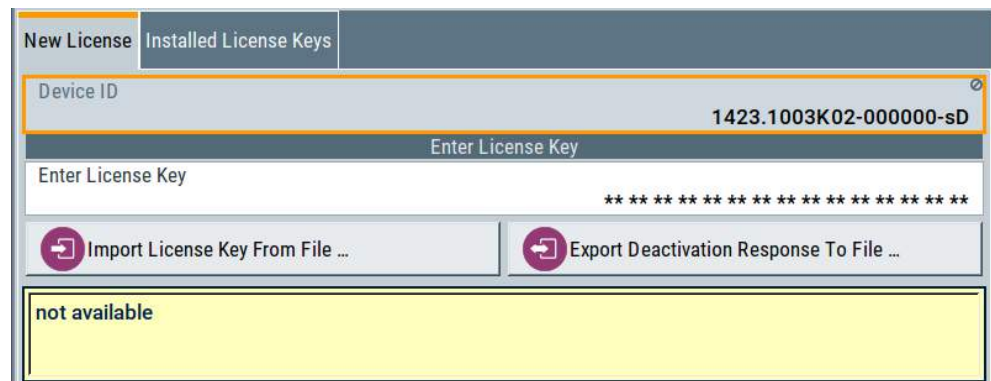 New License Installed License Keys
Device ID
1423.1003K02-000000-sD
Enter License Key
Enter License Key
** ** ** ** ** ** ** ** ** ** ** ** ** ** **
Import License Key From File ...
Export Deactivation Response To File ...
not available